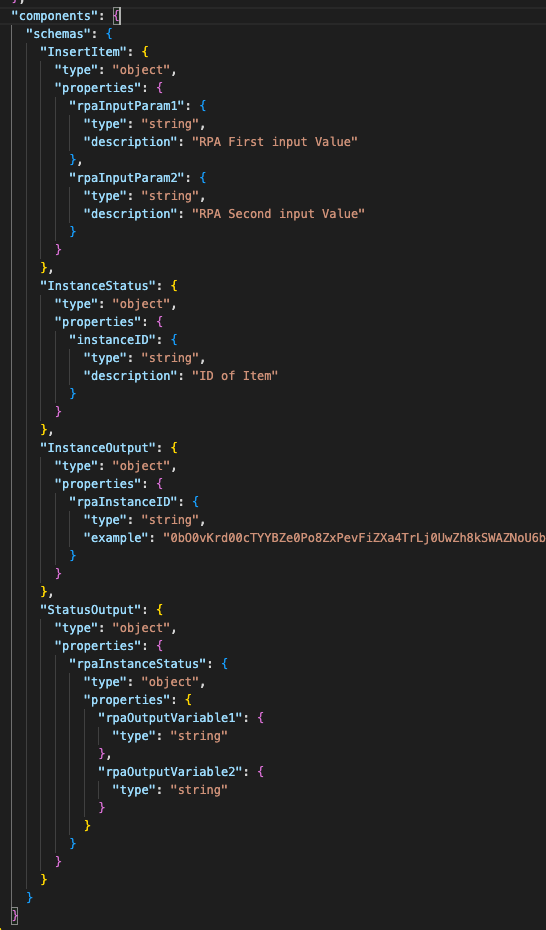 "components": {
"schemas": {
"InsertItem": {
"type": "object",
"properties": {
"rpaInputParam1": {
"type": "string",
"description": "RPA First input Value"
},
"rpaInputParam2": {
"type": "string",
"description": "RPA Second input Value"
}
}
},
"InstanceStatus": {
"type": "object",
"properties": {
"instanceID": {
"type": "string",
"description": "ID of Item"
}
}
},
"InstanceOutput": {
"type": "object",
"properties": {
"rpaInstanceID": {
"type": "string",
"example": "0bO0vKrd00cTYYBZe0Po8ZxPevFiZXa4TrLj0UwZh8kSWAZNoU6b
}
}
},
"StatusOutput": {
"type": "object",
"properties": {
"rpaInstanceStatus": {
"type": "object",
"properties": {
"rpaOutputVariable1": {
"type": "string"
},
"rpaOutputVariable2": {
"type": "string"
}
}
}
}
}
}
}